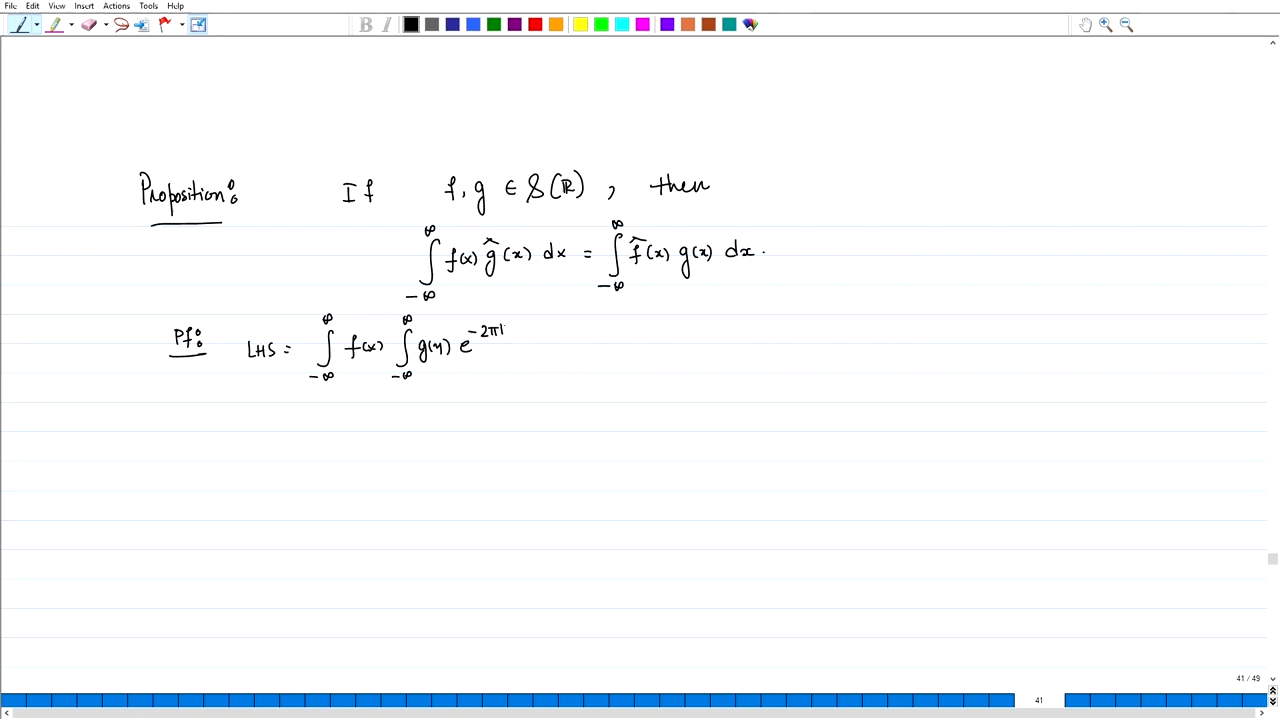 File Edit View Insert Actions Tools Help
B I
Proposition: If f, g ∈ S(ℝ), then
∫_{-∞}^{∞} f(x) ĝ(x) dx = ∫_{-∞}^{∞} f̂(x) g(x) dx.
Pf: LHS = ∫_{-∞}^{∞} f(x) ∫_{-∞}^{∞} g(y) e^{-2πi
41 / 49
41